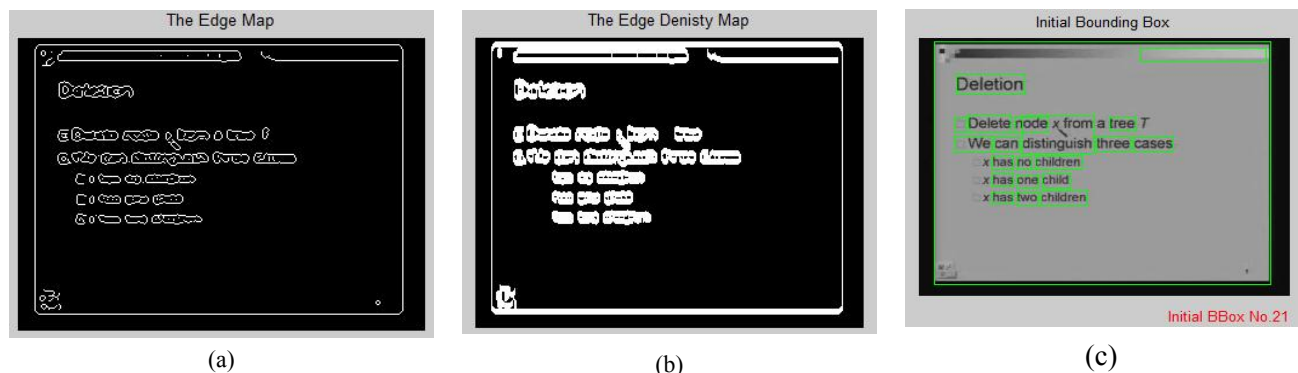 The Edge Map
The Edge Denisty Map
Initial Bounding Box
Deletion
Delete node x from a tree T
We can distinguish three cases
x has no children
x has one child
x has two children
Initial BBox No.21
(a)
(b)
(c)